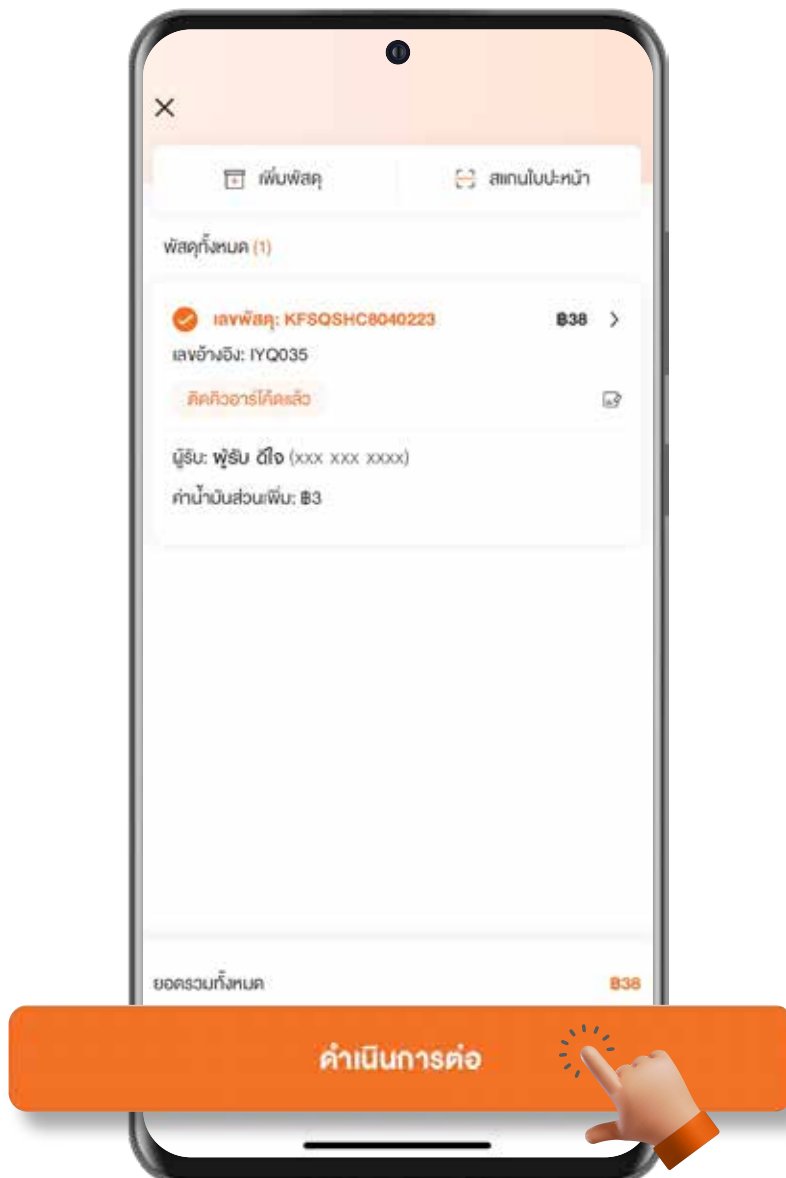 เพิ่มพัสดุ
สแกนใบปะหน้า
พัสดุทั้งหมด (1)
เลขพัสดุ: KFSQSHC8040223 ฿38
เลขอ้างอิง: IYQ035
ติดคิวอาร์โค้ดแล้ว
ผู้รับ: ผู้รับ ดีใจ (xxx xxx xxxx)
ค่าน้ำมันส่วนเพิ่ม: ฿3
ยอดรวมทั้งหมด ฿38
ดำเนินการต่อ